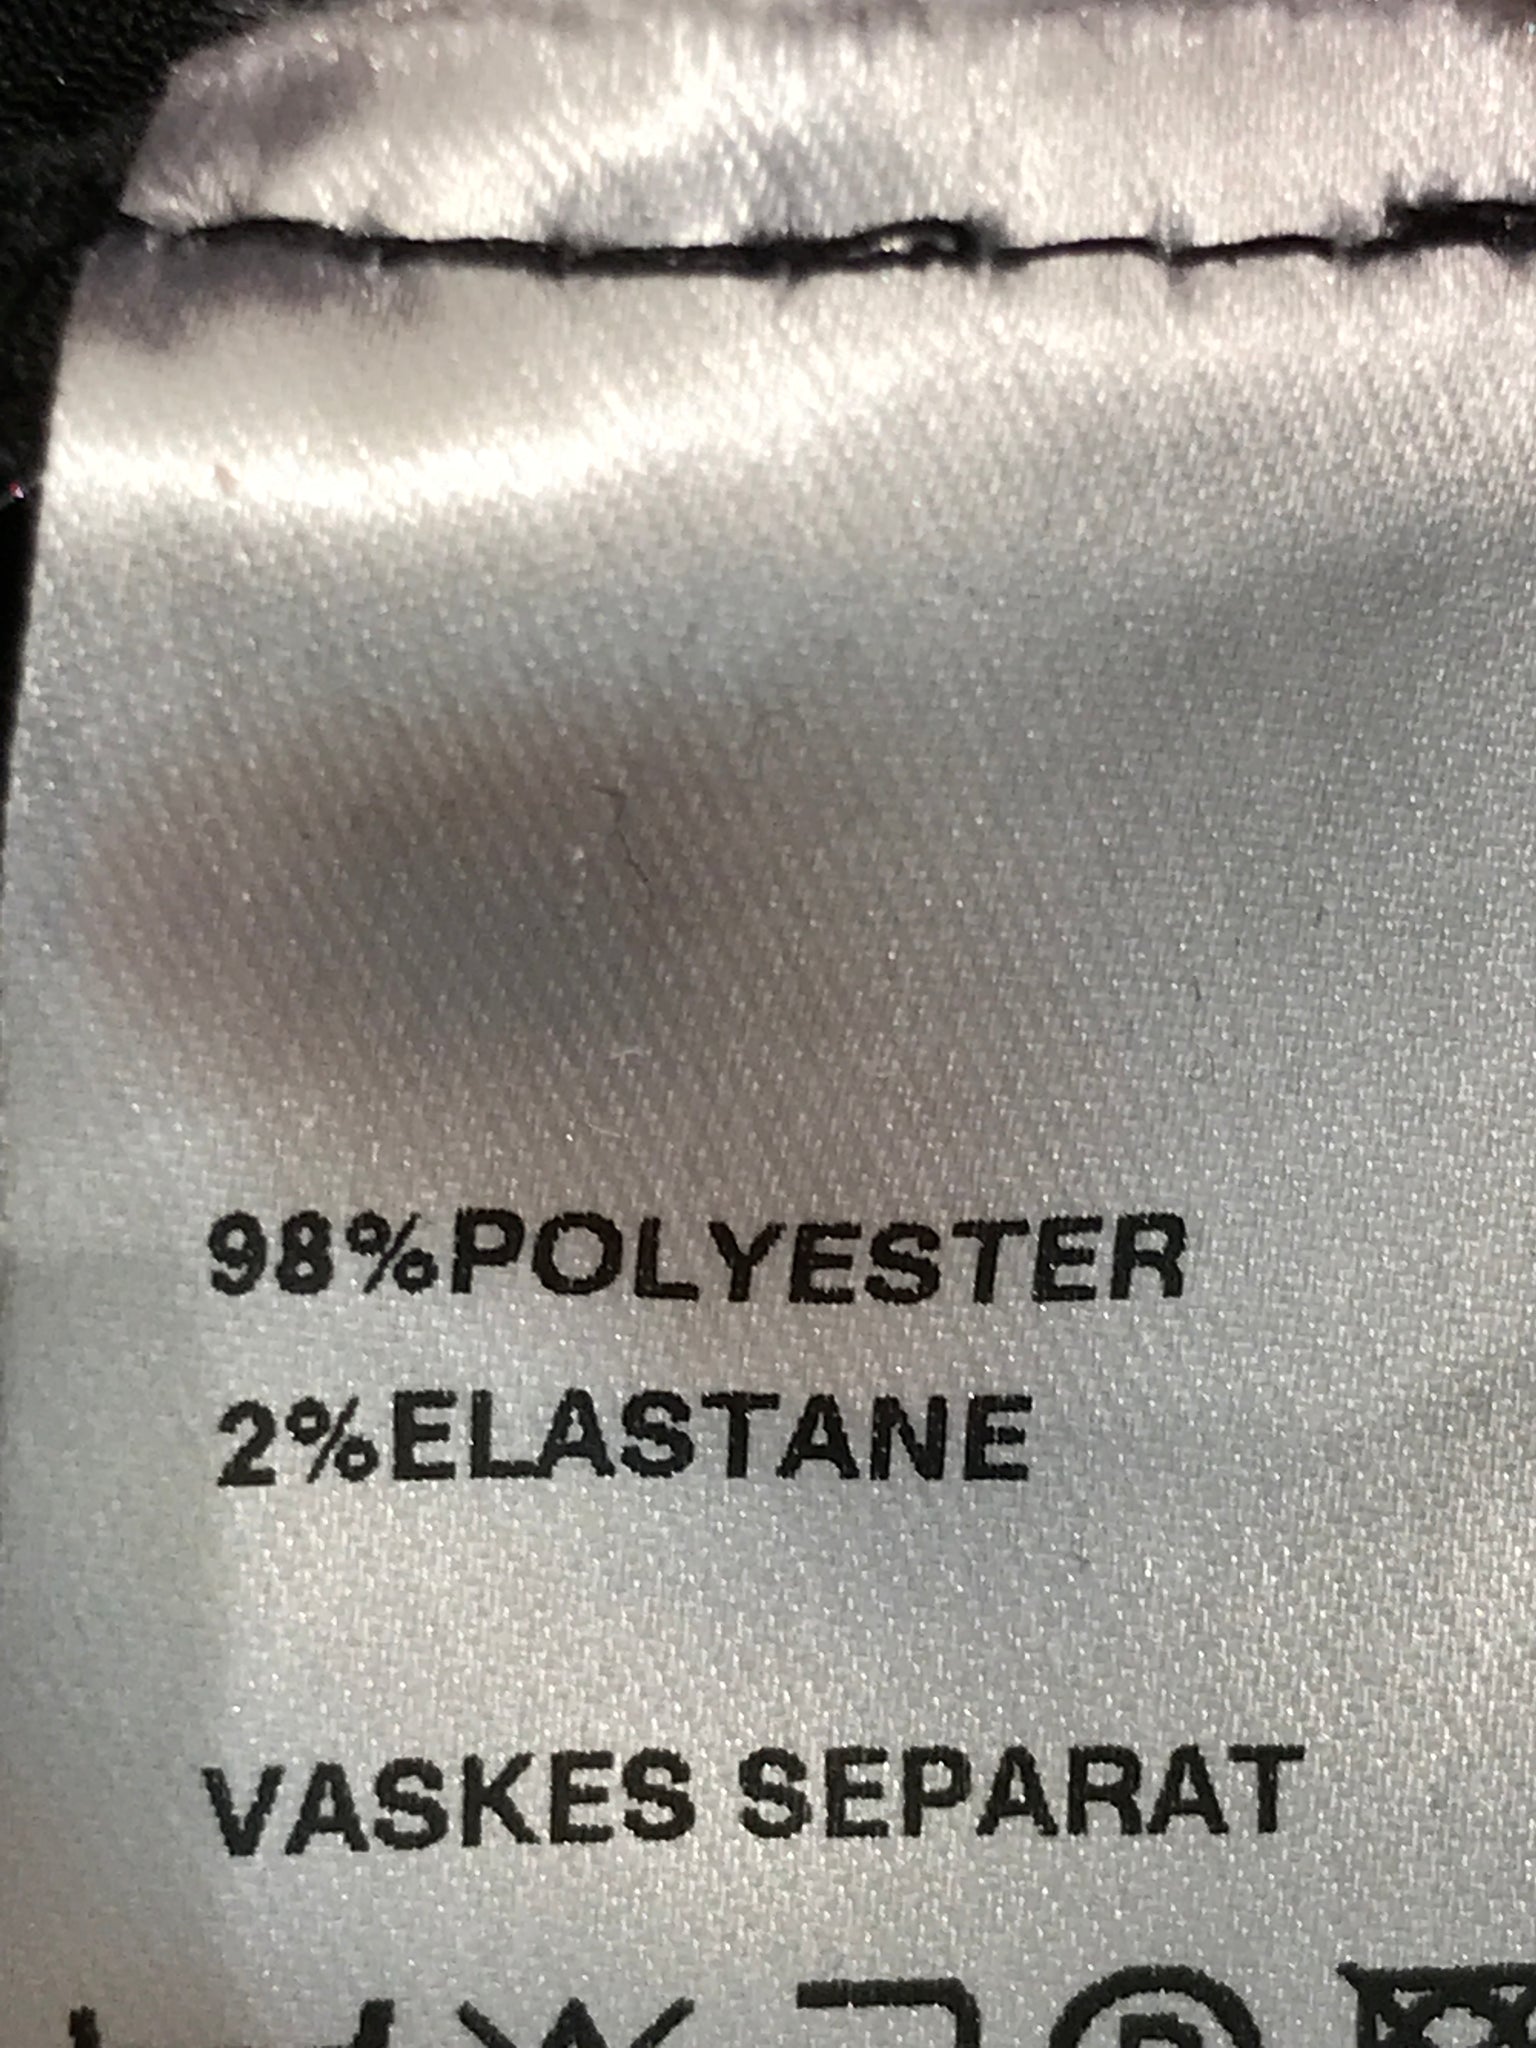 98%POLYESTER
2%ELASTANE
VASKES SEPARAT